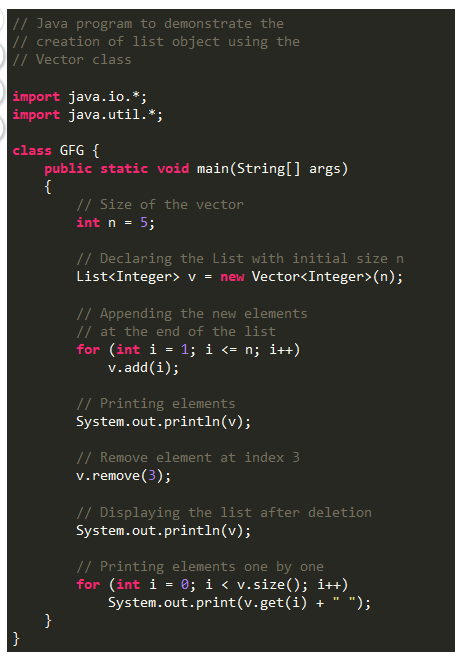 // Java program to demonstrate the
// creation of list object using the
// Vector class
import java.io.*;
import java.util.*;
class GFG {
public static void main(String[] args)
{
// Size of the vector
int n = 5;
// Declaring the List with initial size n
List<Integer> v = new Vector<Integer>(n);
// Appending the new elements
// at the end of the list
for (int i = 1; i <= n; i++)
v.add(i);
// Printing elements
System.out.println(v);
// Remove element at index 3
v.remove(3);
// Displaying the list after deletion
System.out.println(v);
// Printing elements one by one
for (int i = 0; i < v.size(); i++)
System.out.print(v.get(i) + " ");
}
}